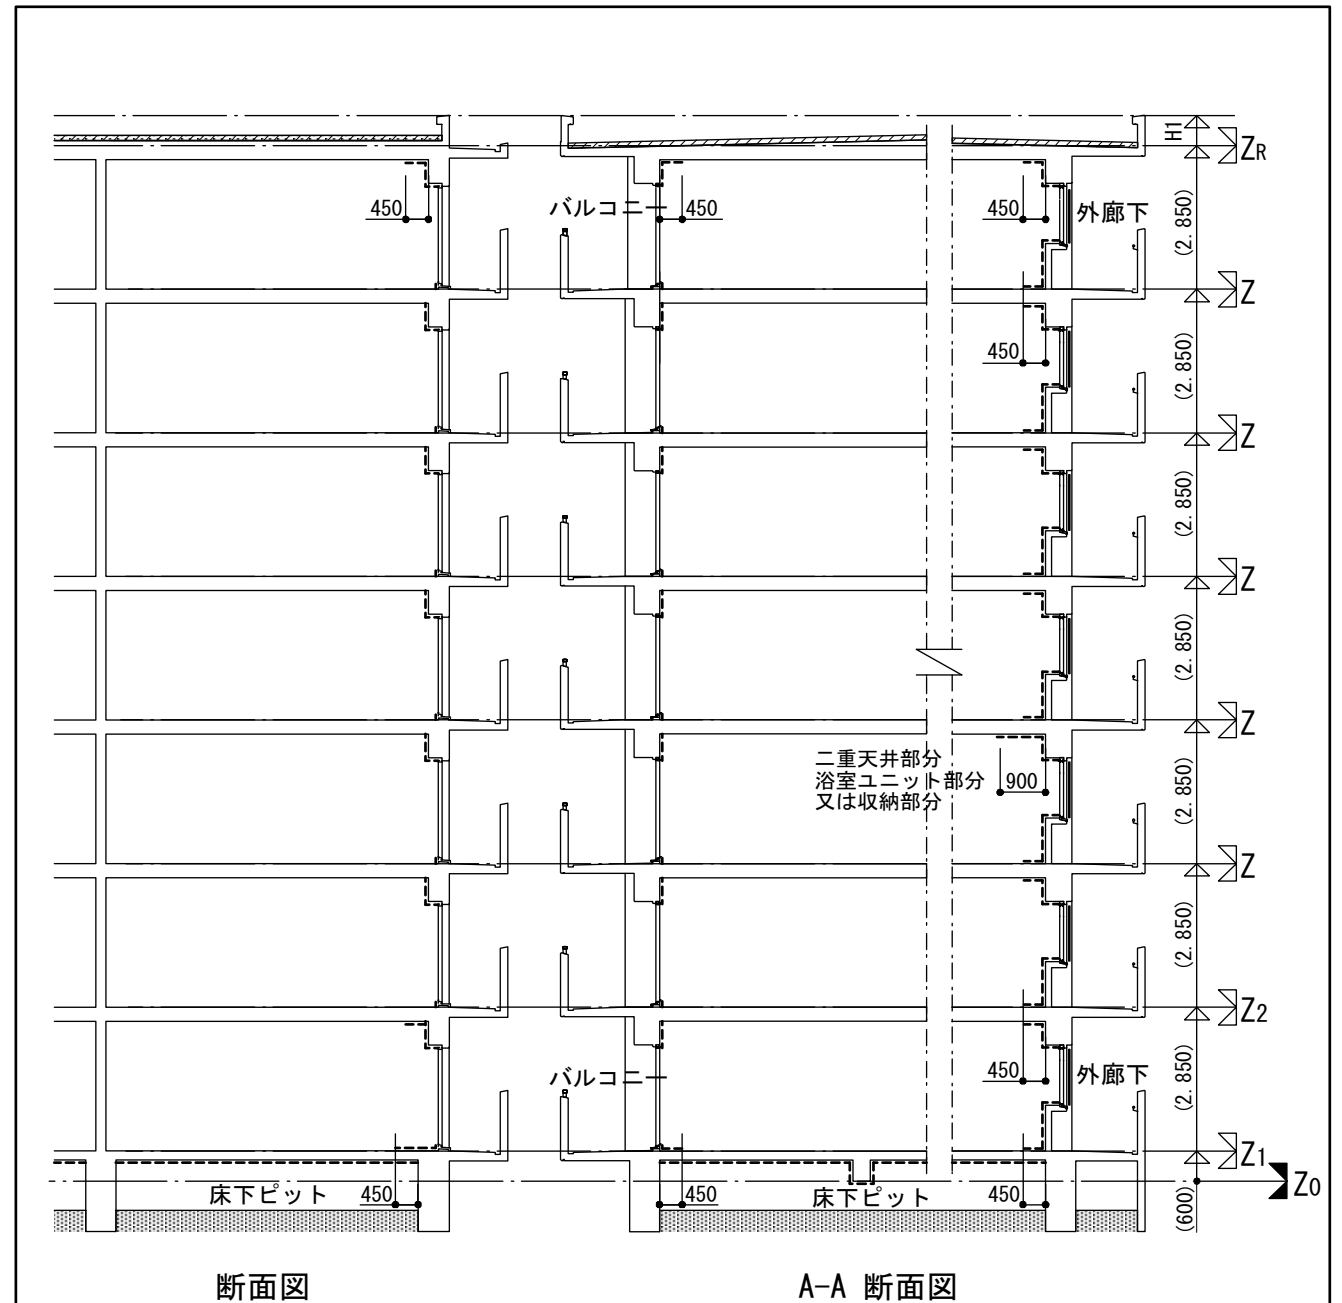 H1
ZR
450
バルコニー
450
450
外廊下
(2.850)
Z
450
(2.850)
Z
(2.850)
Z
(2.850)
Z
二重天井部分
浴室ユニット部分
又は収納部分
900
(2.850)
Z
(2.850)
Z2
バルコニー
450
外廊下
(2.850)
Z1
Z0
床下ピット
450
450
床下ピット
450
(600)
断面図
A-A 断面図